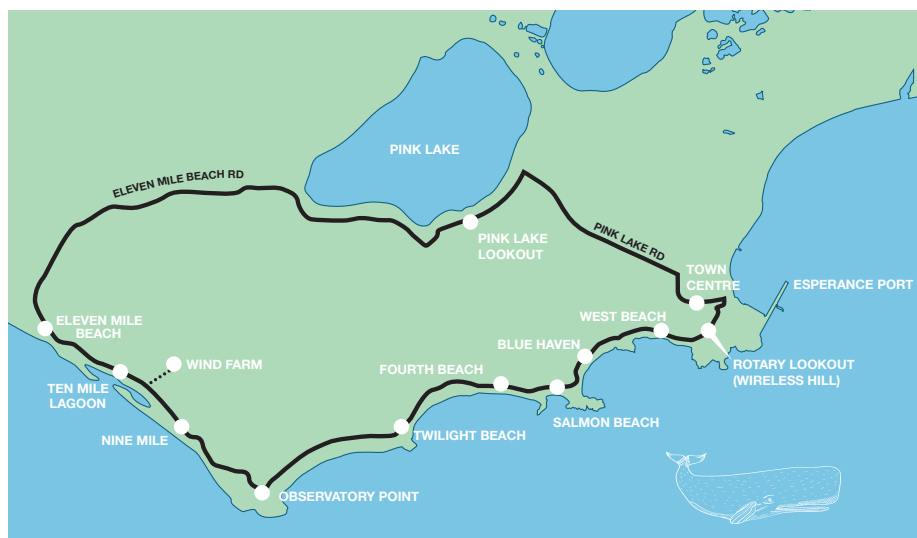 PINK LAKE
ELEVEN MILE BEACH RD
PINK LAKE RD
PINK LAKE
LOOKOUT
TOWN
CENTRE
ESPERANCE PORT
ELEVEN MILE
BEACH
WEST BEACH
BLUE HAVEN
WIND FARM
FOURTH BEACH
ROTARY LOOKOUT
(WIRELESS HILL)
TEN MILE
LAGOON
SALMON BEACH
NINE MILE
TWILIGHT BEACH
OBSERVATORY POINT